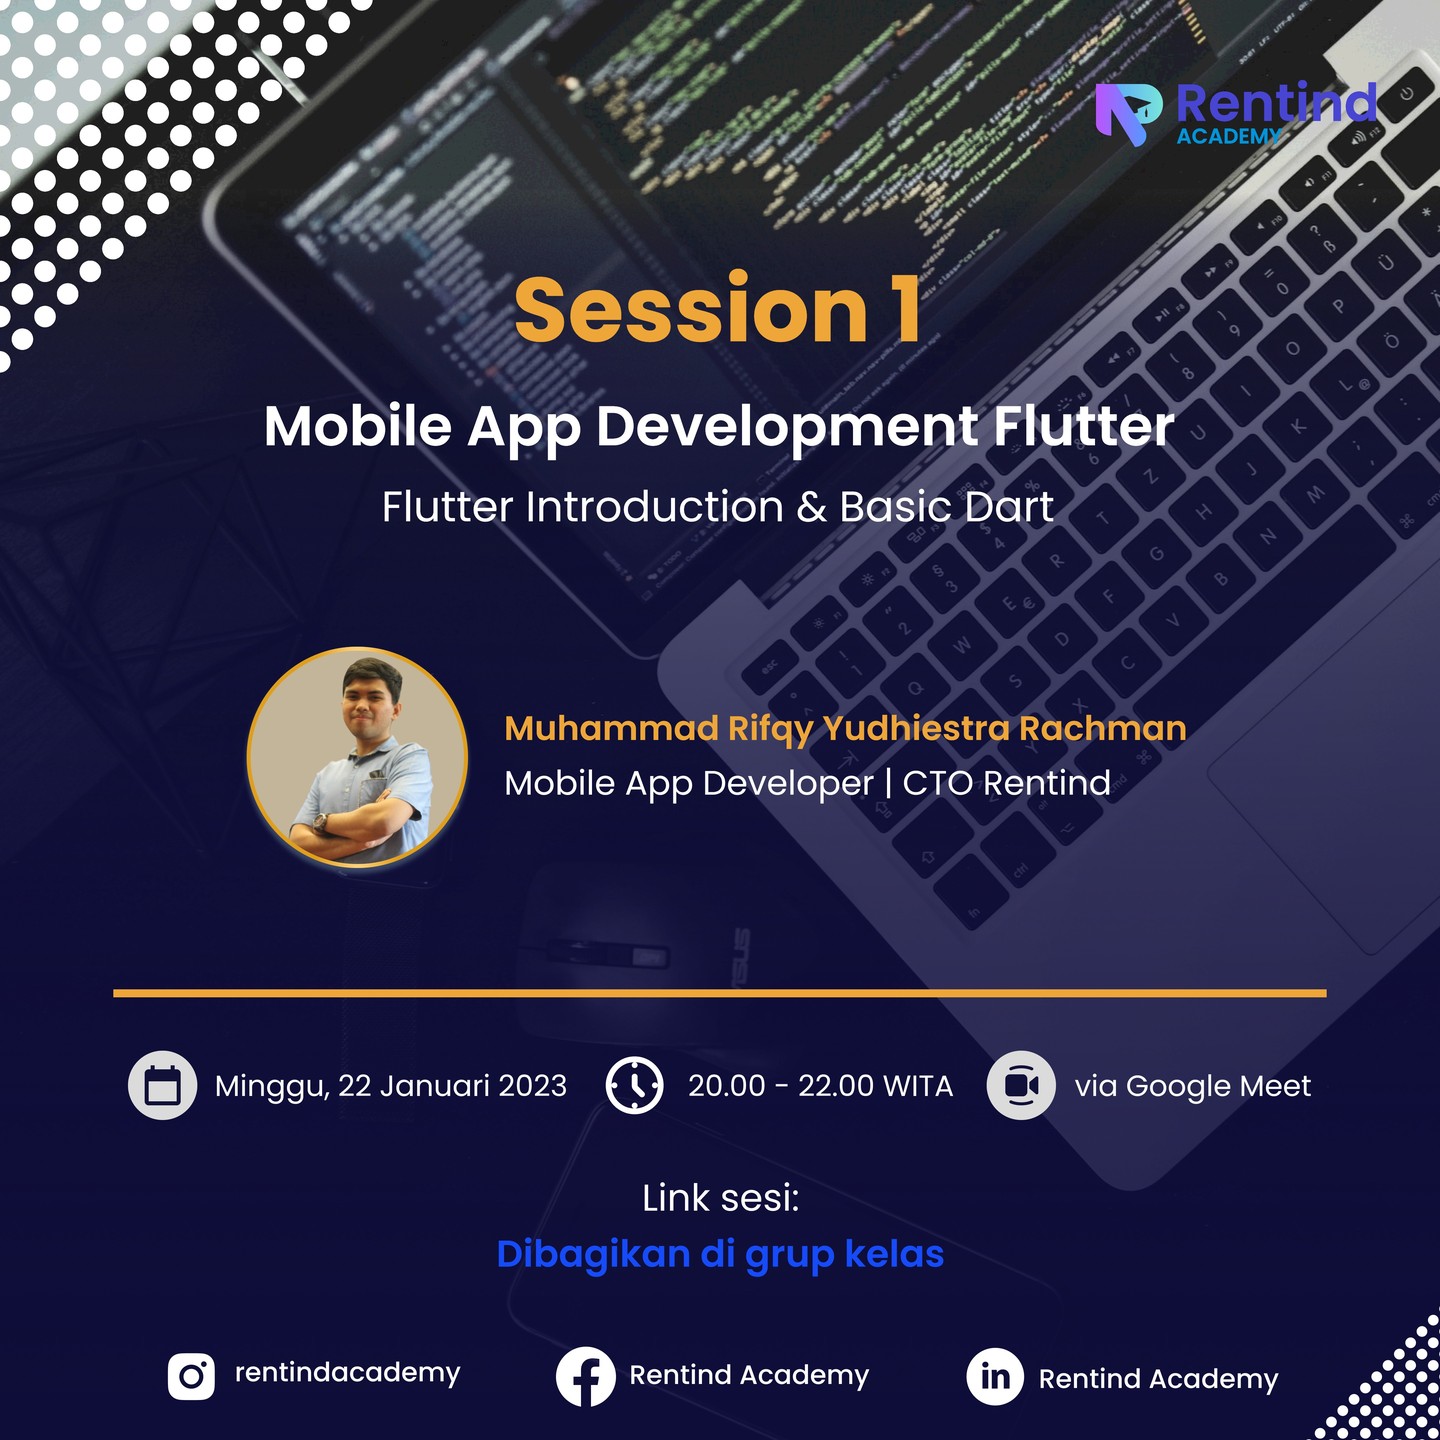 Rentind
ACADEMY
Session 1
Mobile App Development Flutter
Flutter Introduction & Basic Dart
Muhammad Rifqy Yudhiestra Rachman
Mobile App Developer | CTO Rentind
ASUS
Minggu, 22 Januari 2023
20.00 - 22.00 WITA
via Google Meet
Link sesi:
Dibagikan di grup kelas
rentindacademy
Rentind Academy
Rentind Academy